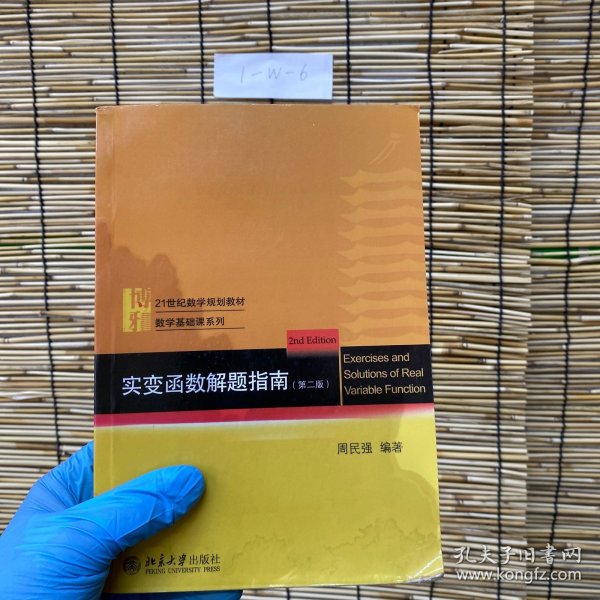 1-W-6
博雅
21世纪数学规划教材
数学基础课系列
2nd Edition
实变函数解题指南(第二版)
Exercises and
Solutions of Real
Variable Function
周民强 编著
北京大学出版社
PEKING UNIVERSITY PRESS
孔夫子旧书网
www.kongfz.com